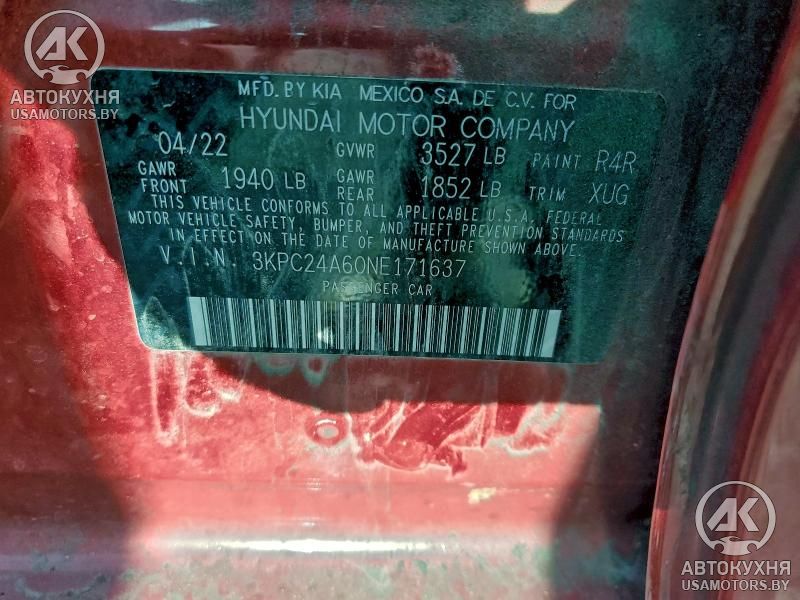 AK
АВТОКУХНЯ
USAMOTORS.BY
MFD. BY KIA MEXICO S.A. DE C.V. FOR
HYUNDAI MOTOR COMPANY
04/22 GVWR 3527 LB PAINT R4R
GAWR FRONT 1940 LB GAWR REAR 1852 LB TRIM XUG
THIS VEHICLE CONFORMS TO ALL APPLICABLE U.S.A. FEDERAL
MOTOR VEHICLE SAFETY, BUMPER, AND THEFT PREVENTION STANDARDS
IN EFFECT ON THE DATE OF MANUFACTURE SHOWN ABOVE.
V.I.N. 3KPC24A60NE171637
PASSENGER CAR
AK
АВТОКУХНЯ
USAMOTORS.BY